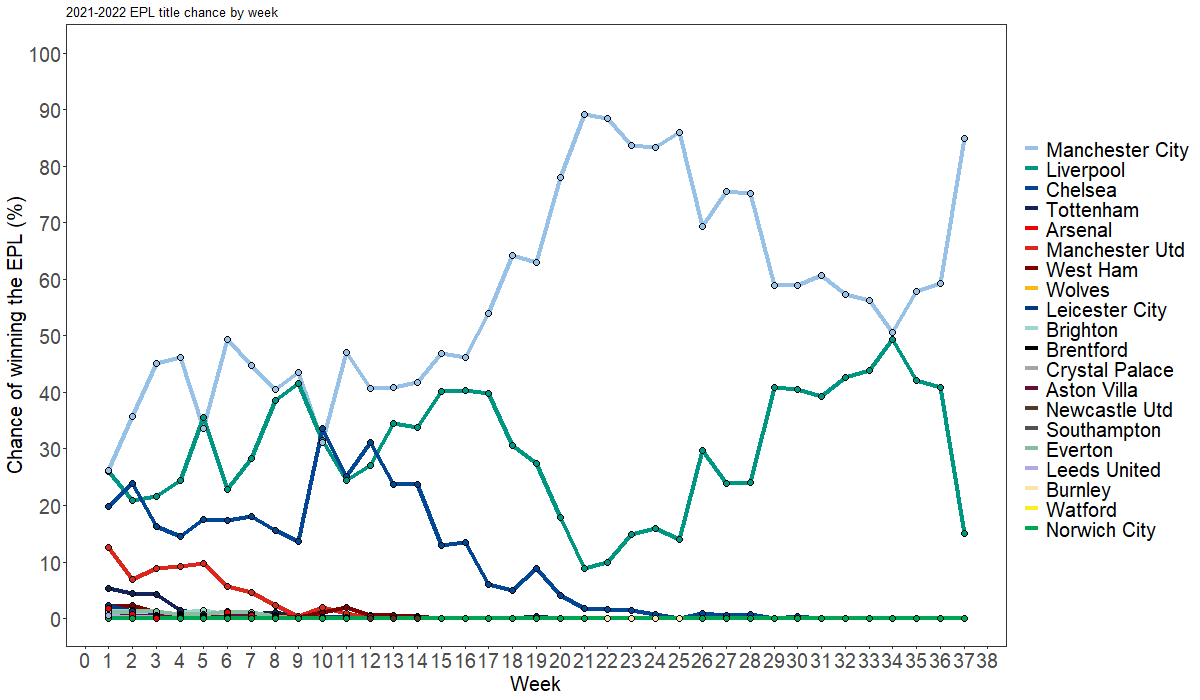 2021-2022 EPL title chance by week
Chance of winning the EPL (%)
100
90
80
70
60
50
40
30
20
10
0
0 1 2 3 4 5 6 7 8 9 10 11 12 13 14 15 16 17 18 19 20 21 22 23 24 25 26 27 28 29 30 31 32 33 34 35 36 37 38
Week
Manchester City
Liverpool
Chelsea
Tottenham
Arsenal
Manchester Utd
West Ham
Wolves
Leicester City
Brighton
Brentford
Crystal Palace
Aston Villa
Newcastle Utd
Southampton
Everton
Leeds United
Burnley
Watford
Norwich City